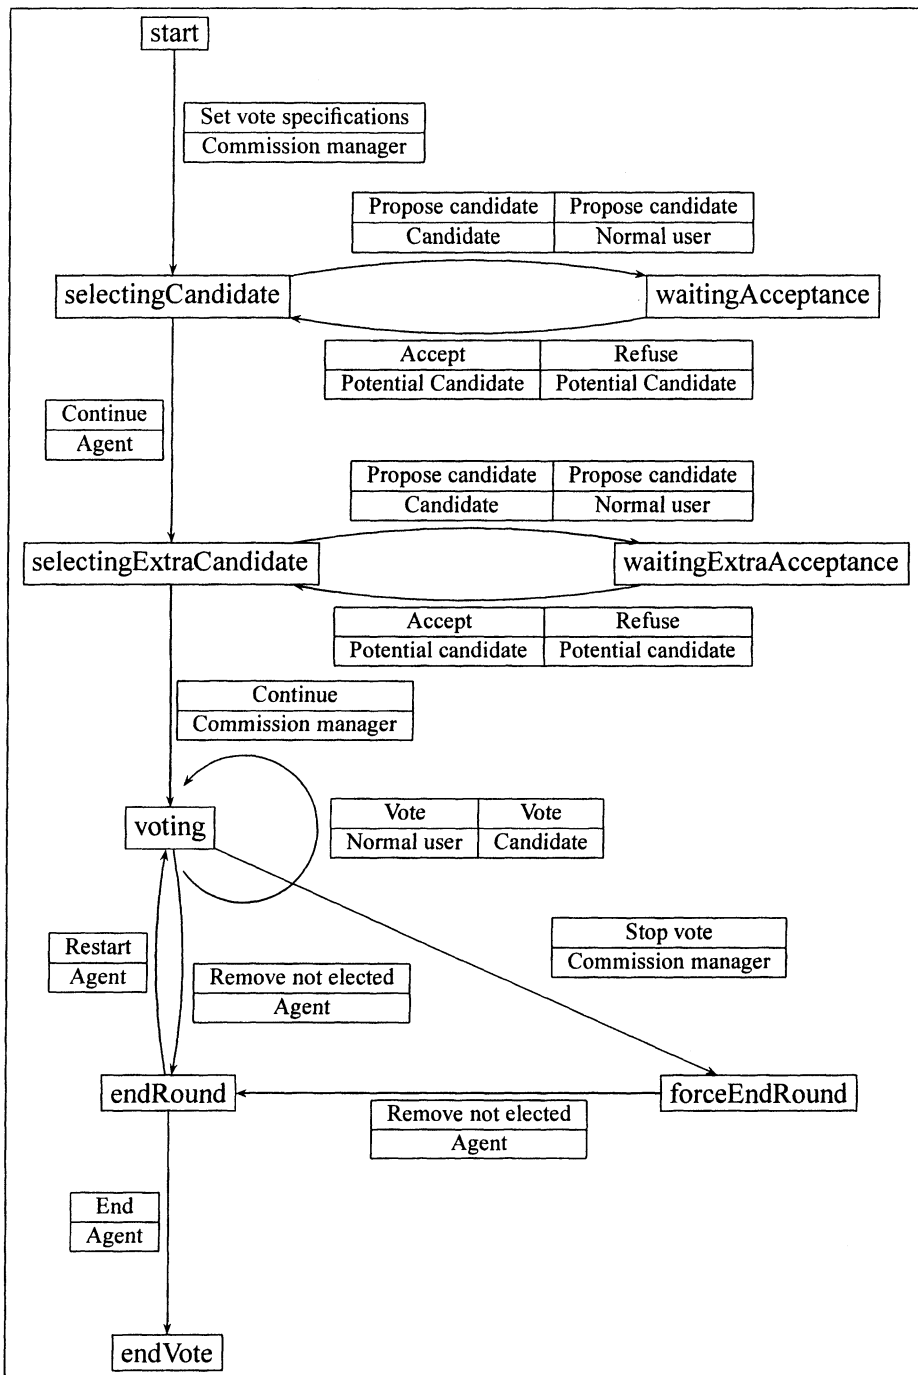 start
Set vote specifications
Commission manager
Propose candidate Propose candidate
Candidate Normal user
selectingCandidate waitingAcceptance
Accept Refuse
Potential Candidate Potential Candidate
Continue
Agent
Propose candidate Propose candidate
Candidate Normal user
selectingExtraCandidate waitingExtraAcceptance
Accept Refuse
Potential candidate Potential candidate
Continue
Commission manager
voting
Vote Vote
Normal user Candidate
Stop vote
Commission manager
Restart
Agent
Remove not elected
Agent
endRound forceEndRound
Remove not elected
Agent
End
Agent
endVote